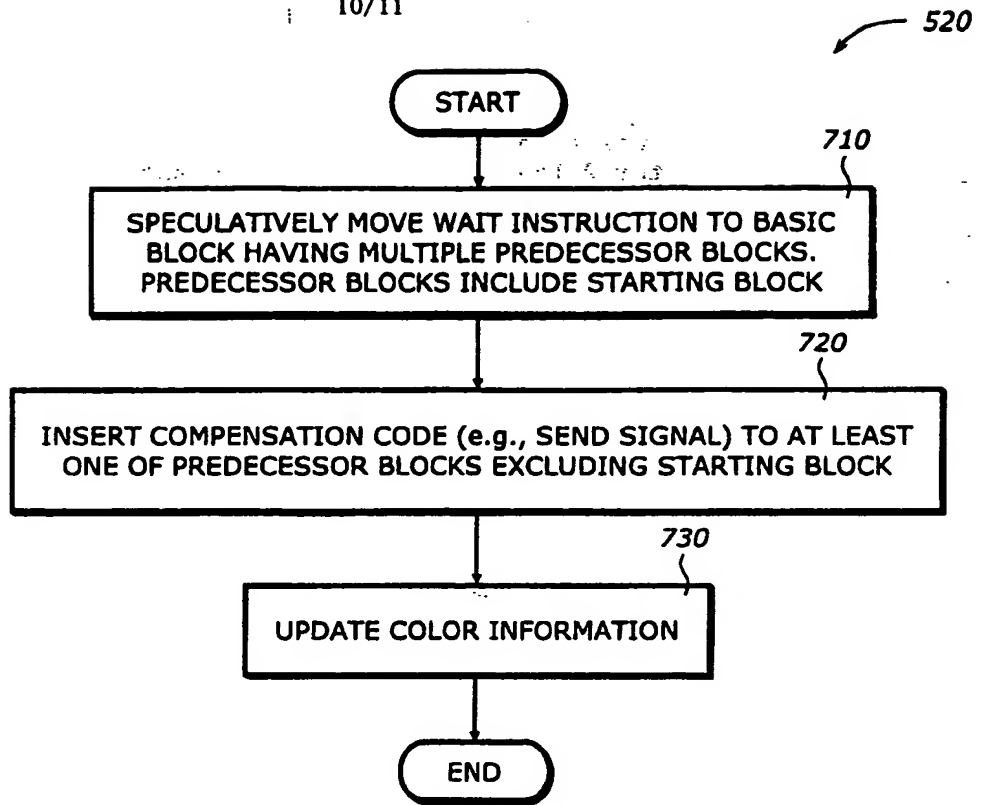 10/11
520
START
710
SPECULATIVELY MOVE WAIT INSTRUCTION TO BASIC
BLOCK HAVING MULTIPLE PREDECESSOR BLOCKS.
PREDECESSOR BLOCKS INCLUDE STARTING BLOCK
720
INSERT COMPENSATION CODE (e.g., SEND SIGNAL) TO AT LEAST
ONE OF PREDECESSOR BLOCKS EXCLUDING STARTING BLOCK
730
UPDATE COLOR INFORMATION
END